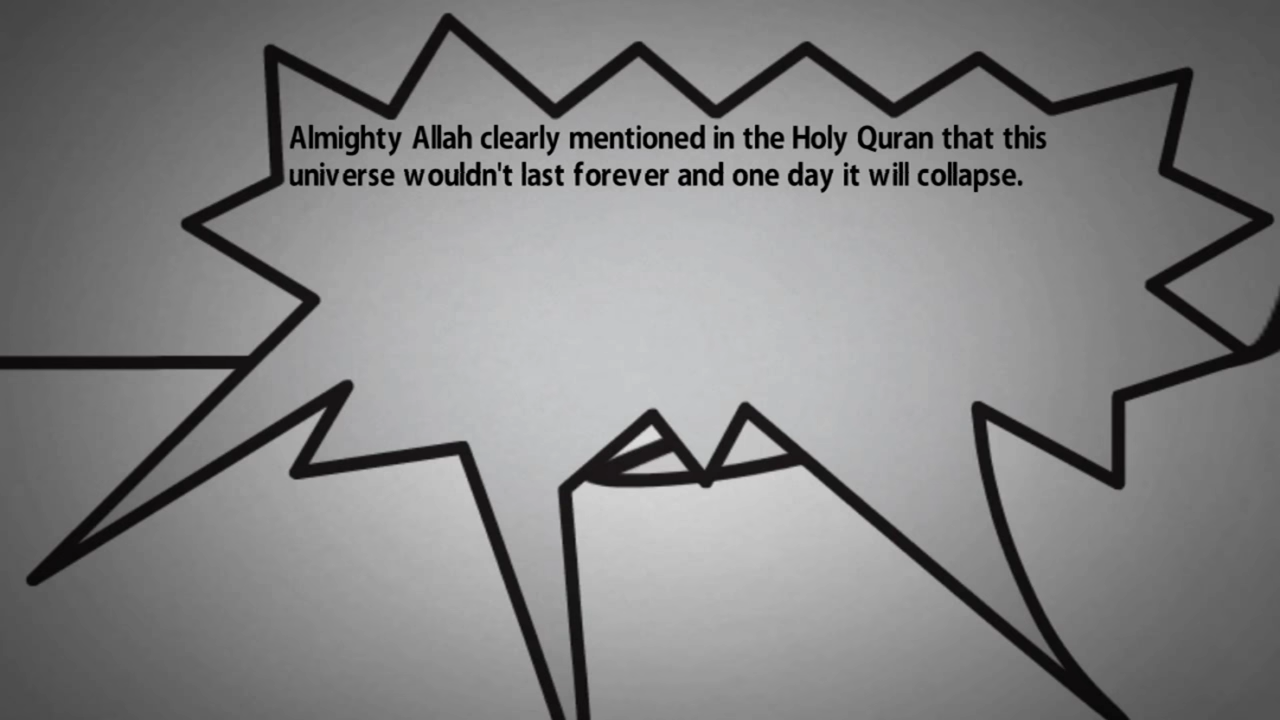 Almighty Allah clearly mentioned in the Holy Quran that this
universe wouldn't last forever and one day it will collapse.